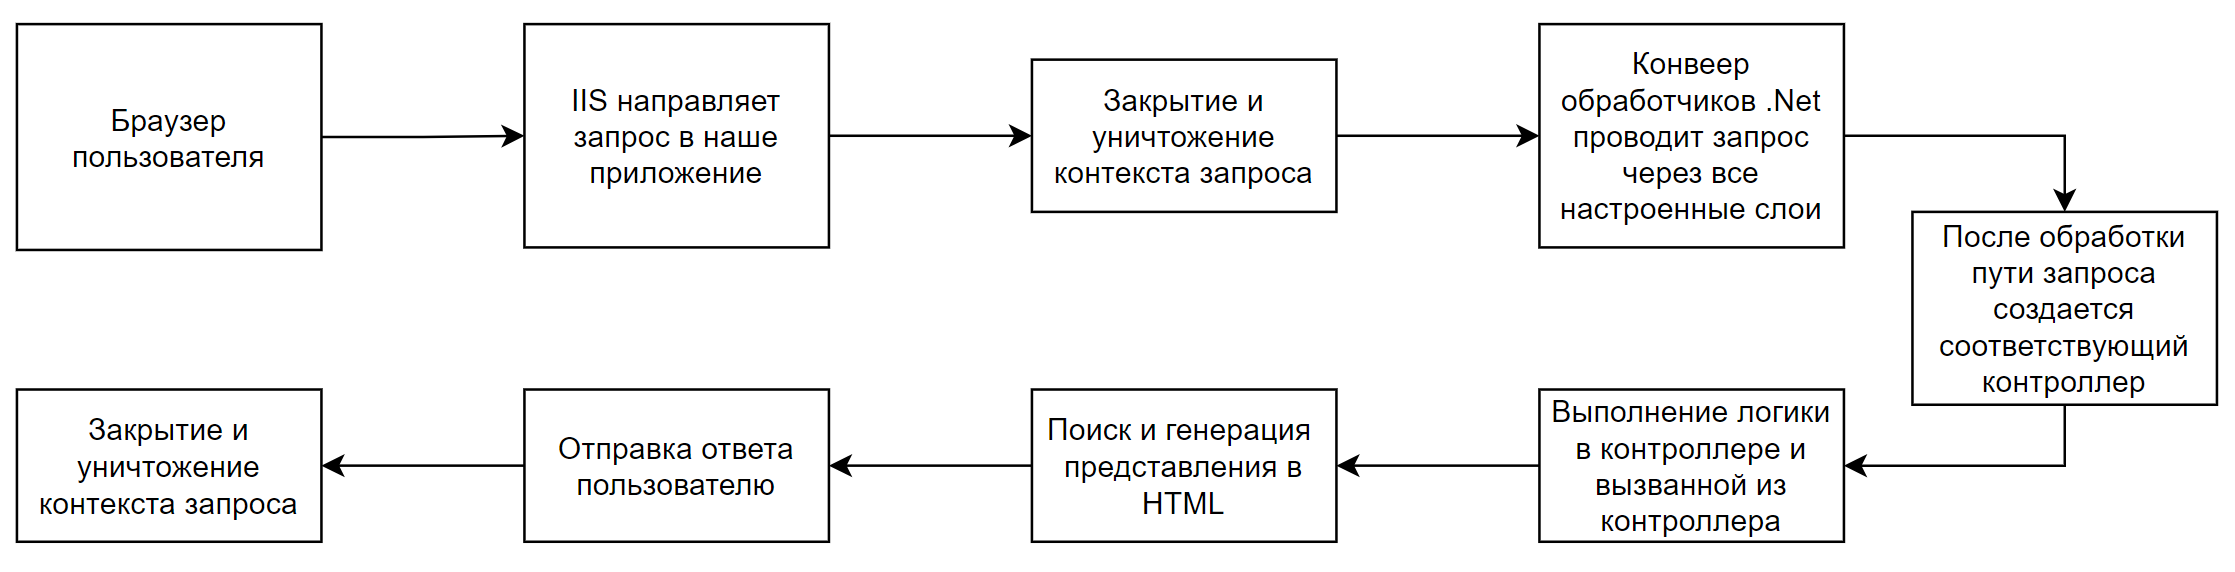 Браузер
пользователя
IIS направляет
запрос в наше
приложение
Закрытие и
уничтожение
контекста запроса
Конвеер
обработчиков .Net
проводит запрос
через все
настроенные слои
После обработки
пути запроса
создается
соответствующий
контроллер
Выполнение логики
в контроллере и
вызванной из
контроллера
Поиск и генерация
представления в
HTML
Отправка ответа
пользователю
Закрытие и
уничтожение
контекста запроса